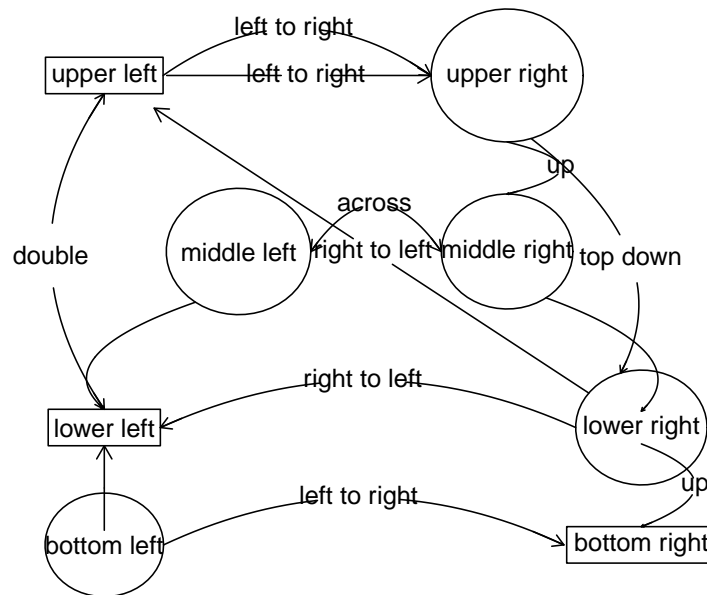 left to right
upper left
left to right
upper right
up
across
double
middle left
right to left
middle right
top down
right to left
lower left
lower right
left to right
up
bottom left
bottom right